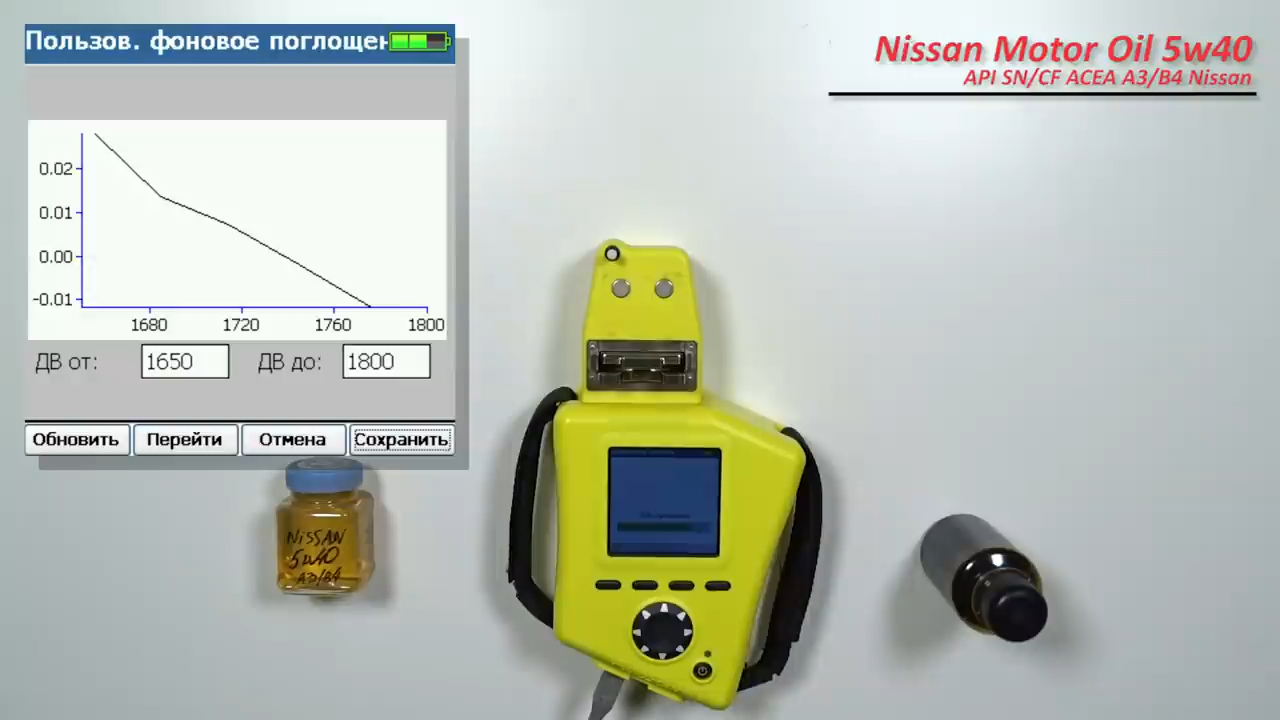 Пользов. фоновое поглощен
Nissan Motor Oil 5w40
API SN/CF ACEA A3/B4 Nissan
0.02
0.01
0.00
-0.01
1680 1720 1760 1800
ДВ от: 1650 ДВ до: 1800
Обновить Перейти Отмена Сохранить
NISSAN
5w40
A3/B4